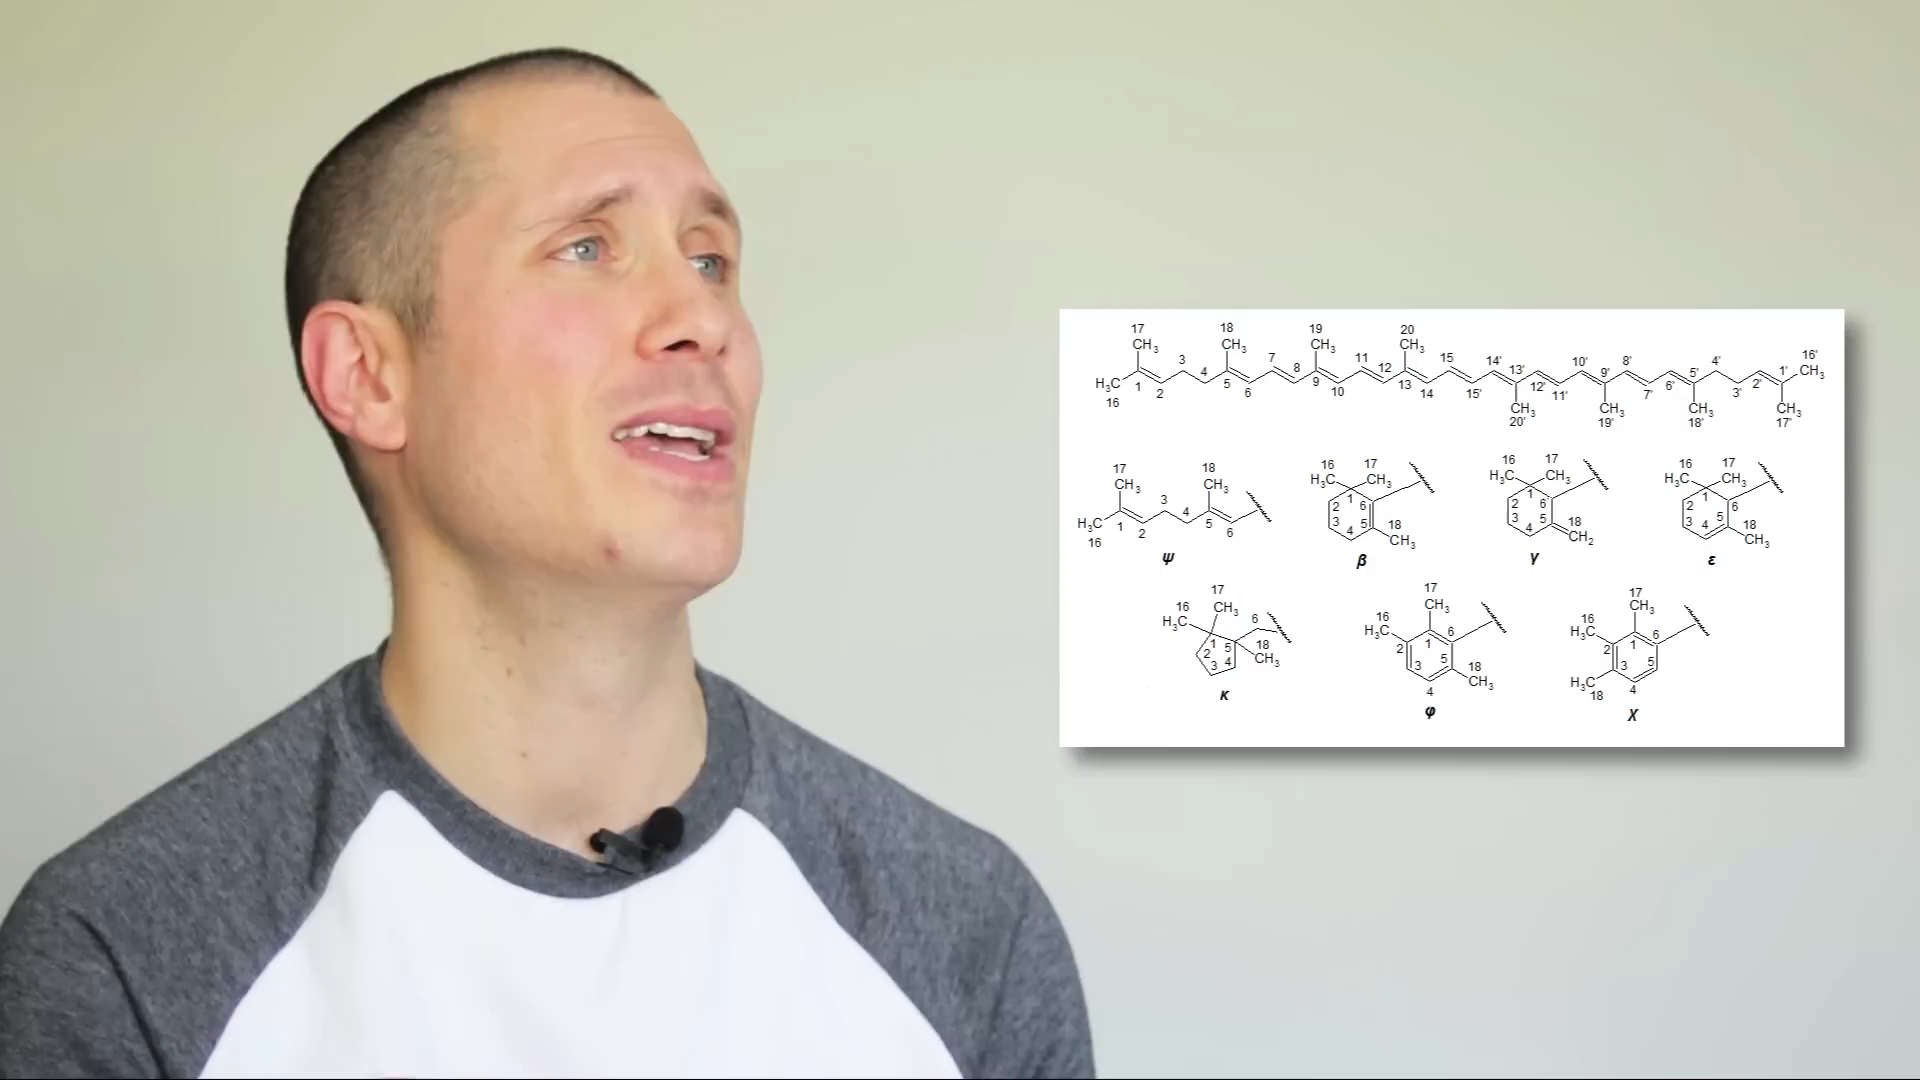 17 18 19 20
CH3 CH3 CH3 CH3
3 7 11 15 14' 10' 8' 4' 16'
H3C 1 2 4 5 6 8 9 10 12 13 14 15' 13' 12' 11' 9' 7' 6' 5' 3' 2' 1' CH3
16 CH3 CH3 CH3 CH3
20' 19' 18' 17'
17 18
CH3 CH3
3 4
H3C 1 2 5 6
16
ψ
16 17
H3C CH3
1 2 3 4 5 6
18
CH3
β
16 17
H3C CH3
1 2 3 4 5 6
18
CH2
γ
16 17
H3C CH3
1 2 3 4 5 6
18
CH3
ε
17
16 CH3
H3C 1 2 3 4 5 6
18
CH3
κ
17
16 CH3
H3C 1 2 3 4 5 6
18
CH3
φ
17
16 CH3
H3C 1 2 3 4 5 6
H3C
18
χ